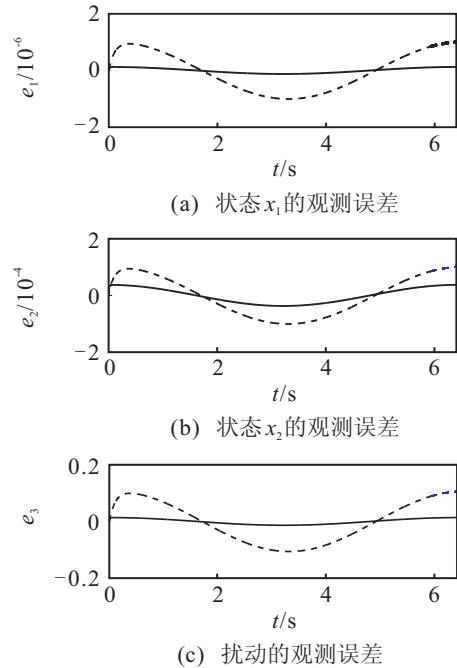 2
0
−2
e₁/10⁻⁶
0 2 4 6
t/s
(a) 状态x₁的观测误差
2
0
−2
e₂/10⁻⁴
0 2 4 6
t/s
(b) 状态x₂的观测误差
0.2
0
−0.2
e₃
0 2 4 6
t/s
(c) 扰动的观测误差